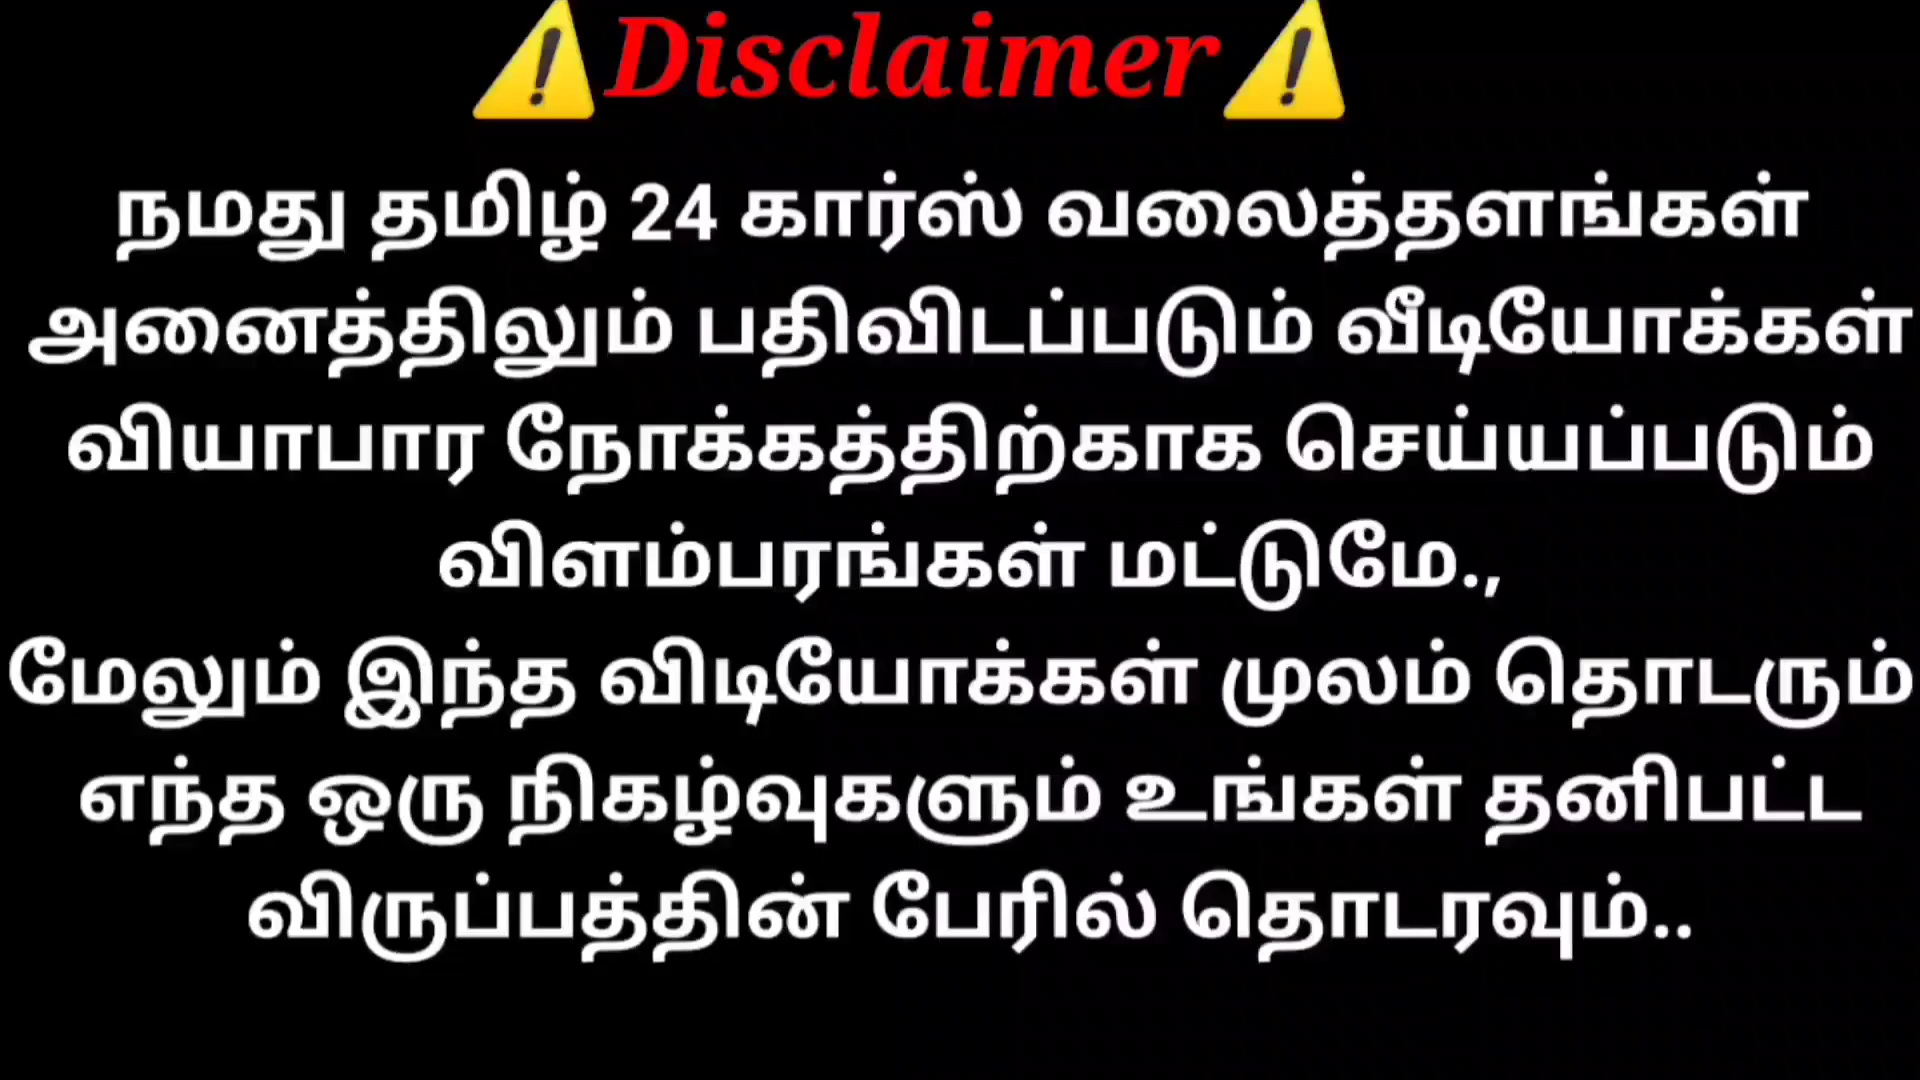 ⚠️Disclaimer⚠️
நமது தமிழ் 24 கார்ஸ் வலைத்தளங்கள்
அனைத்திலும் பதிவிடப்படும் வீடியோக்கள்
வியாபார நோக்கத்திற்காக செய்யப்படும்
விளம்பரங்கள் மட்டுமே.,
மேலும் இந்த விடியோக்கள் முலம் தொடரும்
எந்த ஒரு நிகழ்வுகளும் உங்கள் தனிபட்ட
விருப்பத்தின் பேரில் தொடரவும்..